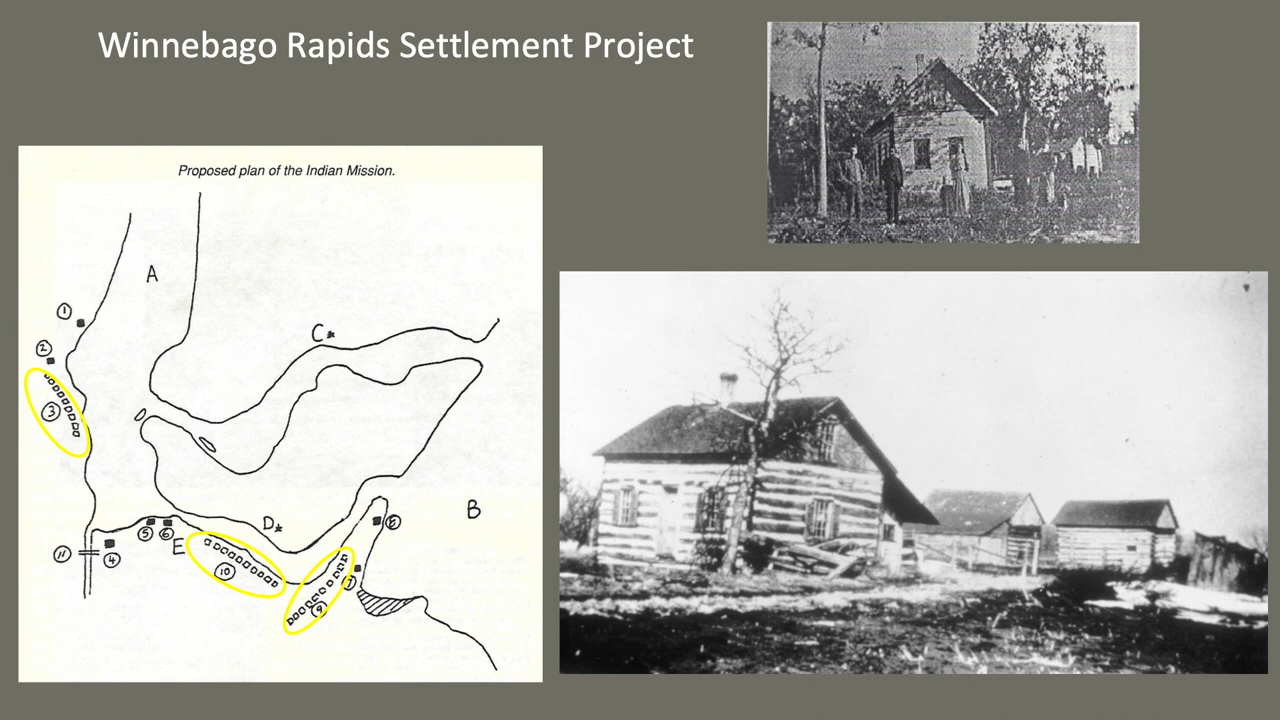 Winnebago Rapids Settlement Project
Proposed plan of the Indian Mission.
A
1
C*
2
3
B
D*
8
5 6
E
11
4
10
7
9